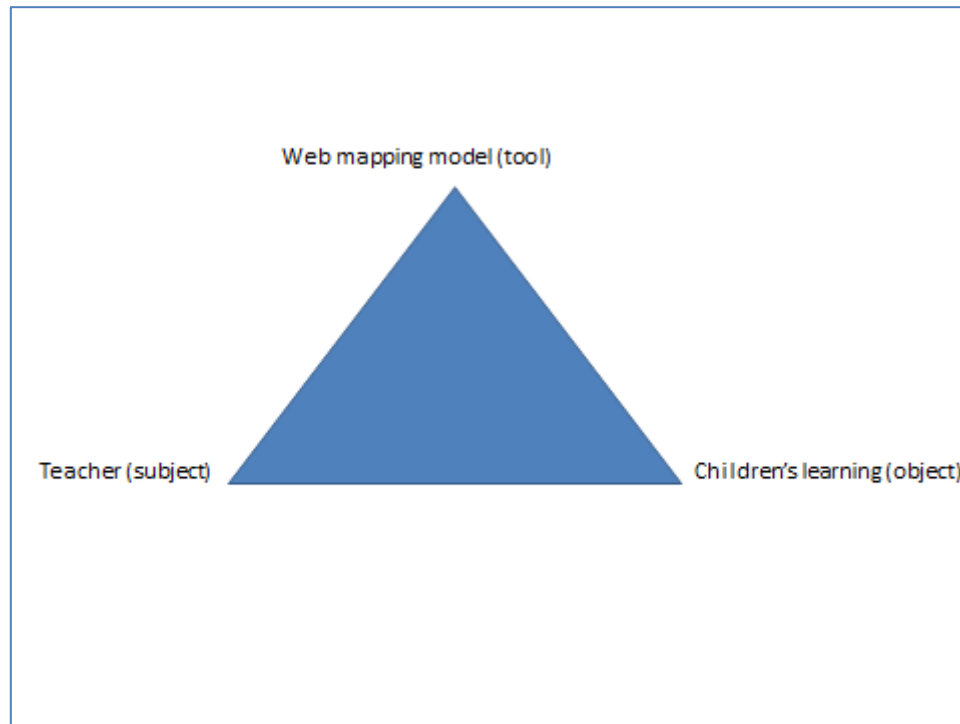 Web mapping model (tool)
Teacher (subject)
Children’s learning (object)